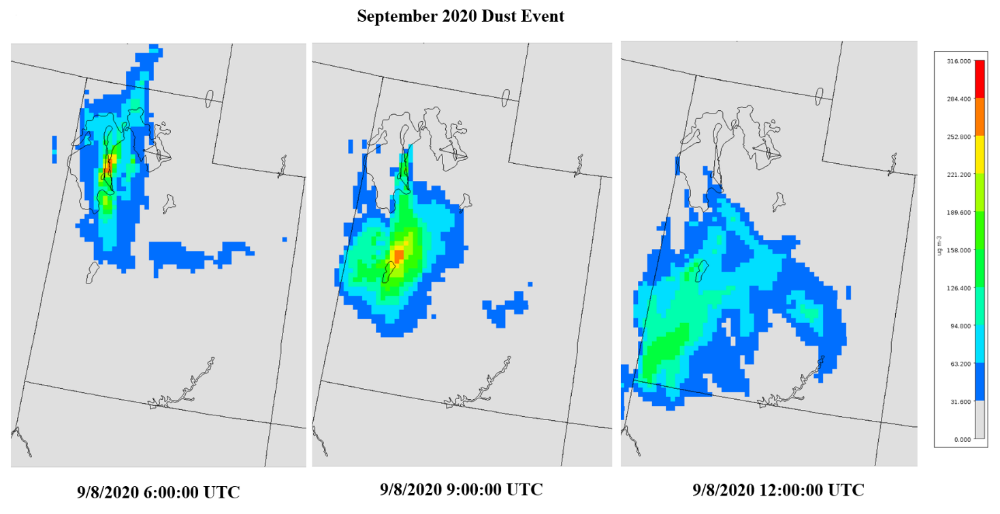 September 2020 Dust Event
316.000
284.400
252.800
221.200
189.600
158.000
126.400
94.800
63.200
31.600
0.000
ug m-3
9/8/2020 6:00:00 UTC
9/8/2020 9:00:00 UTC
9/8/2020 12:00:00 UTC